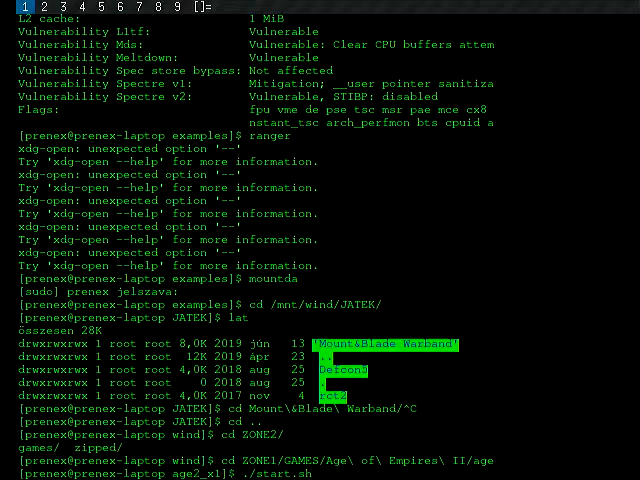 1 2 3 4 5 6 7 8 9 []=
L2 cache: 1 MiB
Vulnerability L1tf: Vulnerable
Vulnerability Mds: Vulnerable: Clear CPU buffers attem
Vulnerability Meltdown: Vulnerable
Vulnerability Spec store bypass: Not affected
Vulnerability Spectre v1: Mitigation; __user pointer sanitiza
Vulnerability Spectre v2: Vulnerable, STIBP: disabled
Flags: fpu vme de pse tsc msr pae mce cx8
nstant_tsc arch_perfmon bts cpuid a
[prenex@prenex-laptop examples]$ ranger
xdg-open: unexpected option '--'
Try 'xdg-open --help' for more information.
xdg-open: unexpected option '--'
Try 'xdg-open --help' for more information.
xdg-open: unexpected option '--'
Try 'xdg-open --help' for more information.
xdg-open: unexpected option '--'
Try 'xdg-open --help' for more information.
xdg-open: unexpected option '--'
Try 'xdg-open --help' for more information.
[prenex@prenex-laptop examples]$ mountda
[sudo] prenex jelszava:
[prenex@prenex-laptop examples]$ cd /mnt/wind/JATEK/
[prenex@prenex-laptop JATEK]$ lat
összesen 28K
drwxrwxrwx 1 root root 8,0K 2019 jún 13 'Mount&Blade Warband'
drwxrwxrwx 1 root root 12K 2019 ápr 23 ..
drwxrwxrwx 1 root root 4,0K 2018 aug 25 Defcon5
drwxrwxrwx 1 root root 0 2018 aug 25 .
drwxrwxrwx 1 root root 4,0K 2017 nov 4 rct2
[prenex@prenex-laptop JATEK]$ cd Mount\&Blade\ Warband/^C
[prenex@prenex-laptop JATEK]$ cd ..
[prenex@prenex-laptop wind]$ cd ZONE2/
games/ zipped/
[prenex@prenex-laptop wind]$ cd ZONE1/GAMES/Age\ of\ Empires\ II/age
[prenex@prenex-laptop age2_x1]$ ./start.sh